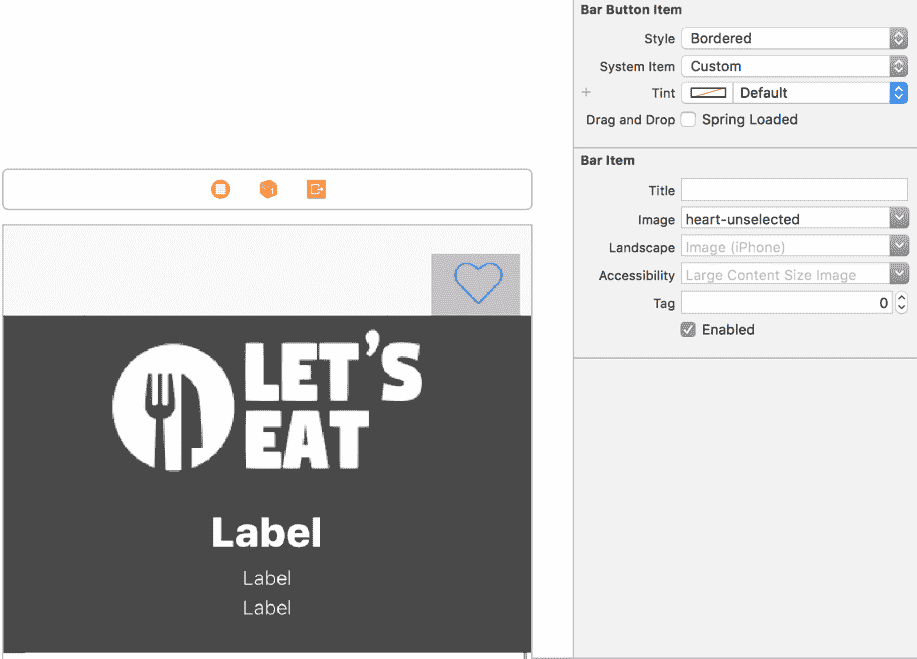 Bar Button Item
Style Bordered
System Item Custom
+ Tint Default
Drag and Drop Spring Loaded
Bar Item
Title
Image heart-unselected
Landscape Image (iPhone)
Accessibility Large Content Size Image
Tag 0
Enabled
1
LET'S
EAT
Label
Label
Label